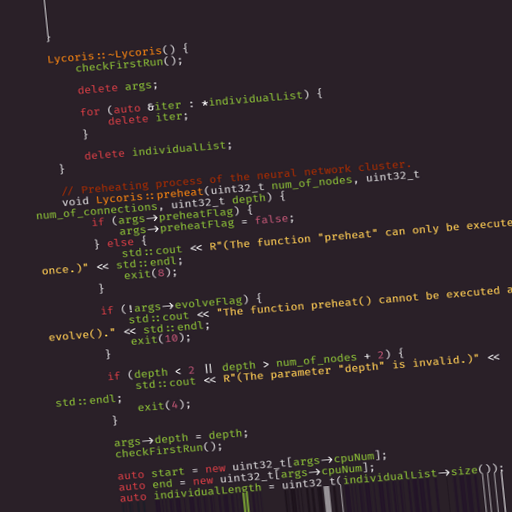 }
Lycoris::~Lycoris() {
checkFirstRun();
delete args;
for (auto &iter : *individualList) {
delete iter;
}
delete individualList;
}
// Preheating process of the neural network cluster.
void Lycoris::preheat(uint32_t num_of_nodes, uint32_t
num_of_connections, uint32_t depth) {
if (args→preheatFlag) {
args→preheatFlag = false;
} else {
std::cout << R"(The function "preheat" can only be execute
once.)" << std::endl;
exit(8);
}
if (!args→evolveFlag) {
std::cout << "The function preheat() cannot be executed a
evolve()." << std::endl;
exit(10);
}
if (depth < 2 || depth > num_of_nodes + 2) {
std::cout << R"(The parameter "depth" is invalid.)" <<
std::endl;
exit(4);
}
args→depth = depth;
checkFirstRun();
auto start = new uint32_t[args→cpuNum];
auto end = new uint32_t[args→cpuNum];
auto individualLength = uint32_t(individualList→size());